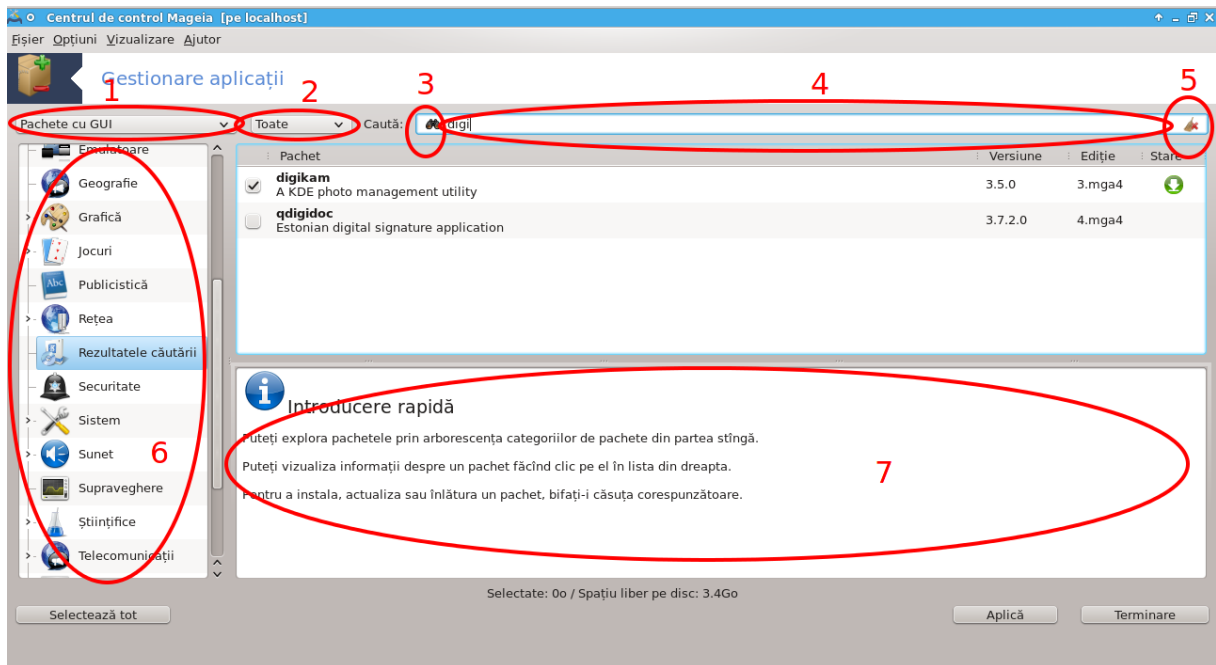 Centrul de control Mageia [pe localhost]
Fișier Opțiuni Vizualizare Ajutor
Gestionare aplicații
1 2 3 4 5
Pachete cu GUI Toate Caută: digi
Emulatoare
Geografie
Grafică
Jocuri
Publicistică
Rețea
Rezultatele căutării
Securitate
Sistem
Sunet
Supraveghere
Științifice
Telecomunicații
6
Pachet Versiune Ediție Stare
digikam
A KDE photo management utility
3.5.0 3.mga4
qdigidoc
Estonian digital signature application
3.7.2.0 4.mga4
Introducere rapidă
Puteți explora pachetele prin arborescența categoriilor de pachete din partea stîngă.
Puteți vizualiza informații despre un pachet făcînd clic pe el în lista din dreapta.
Pentru a instala, actualiza sau înlătura un pachet, bifați-i căsuța corespunzătoare.
7
Selectate: 0o / Spațiu liber pe disc: 3.4Go
Selectează tot Aplică Terminare